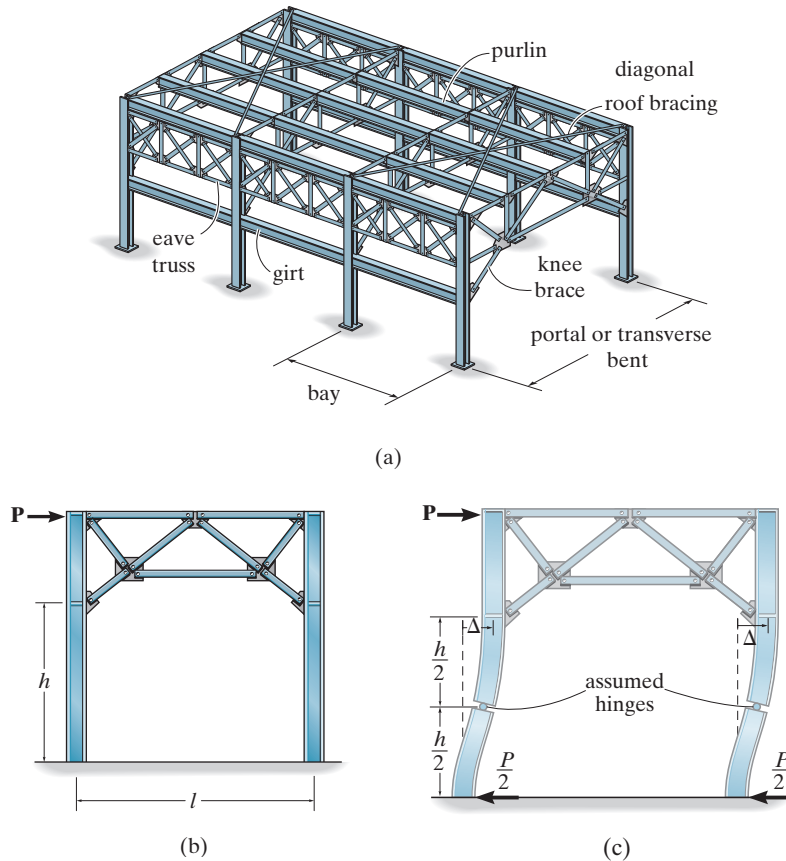 purlin
diagonal
roof bracing
eave
truss
girt
knee
brace
portal or transverse
bent
bay
(a)
P
h
l
(b)
P
Δ
Δ
h
2
assumed
hinges
h
2
P
2
P
2
(c)